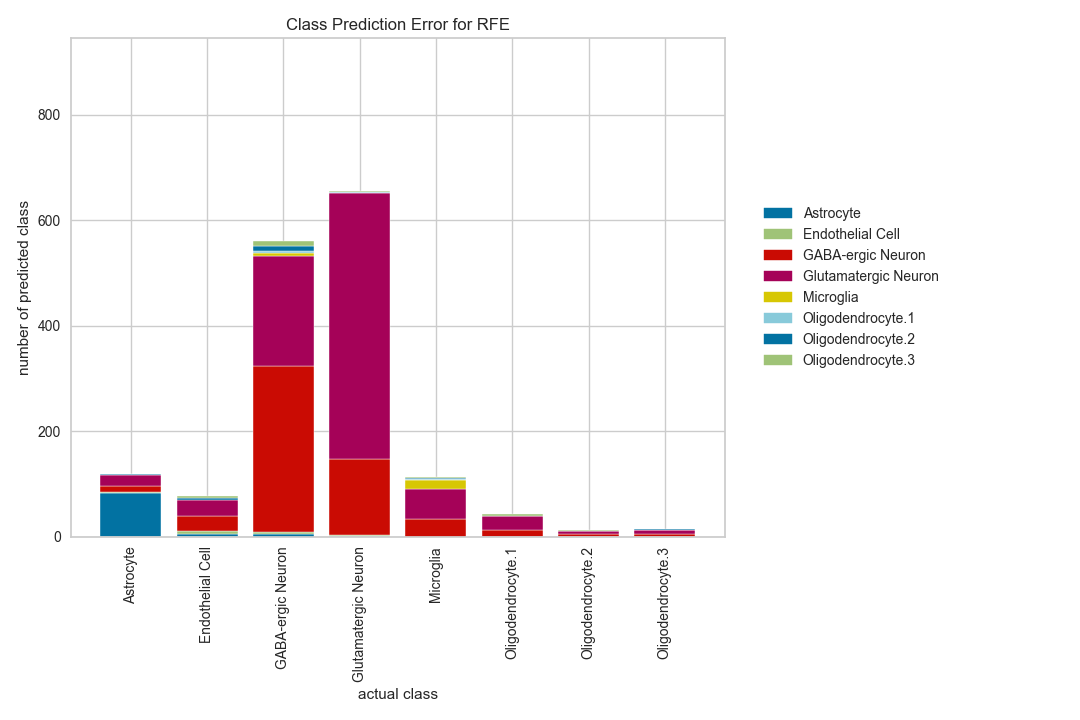 Class Prediction Error for RFE
number of predicted class
800
600
400
200
0
Astrocyte
Endothelial Cell
GABA-ergic Neuron
Glutamatergic Neuron
Microglia
Oligodendrocyte.1
Oligodendrocyte.2
Oligodendrocyte.3
actual class
Astrocyte
Endothelial Cell
GABA-ergic Neuron
Glutamatergic Neuron
Microglia
Oligodendrocyte.1
Oligodendrocyte.2
Oligodendrocyte.3